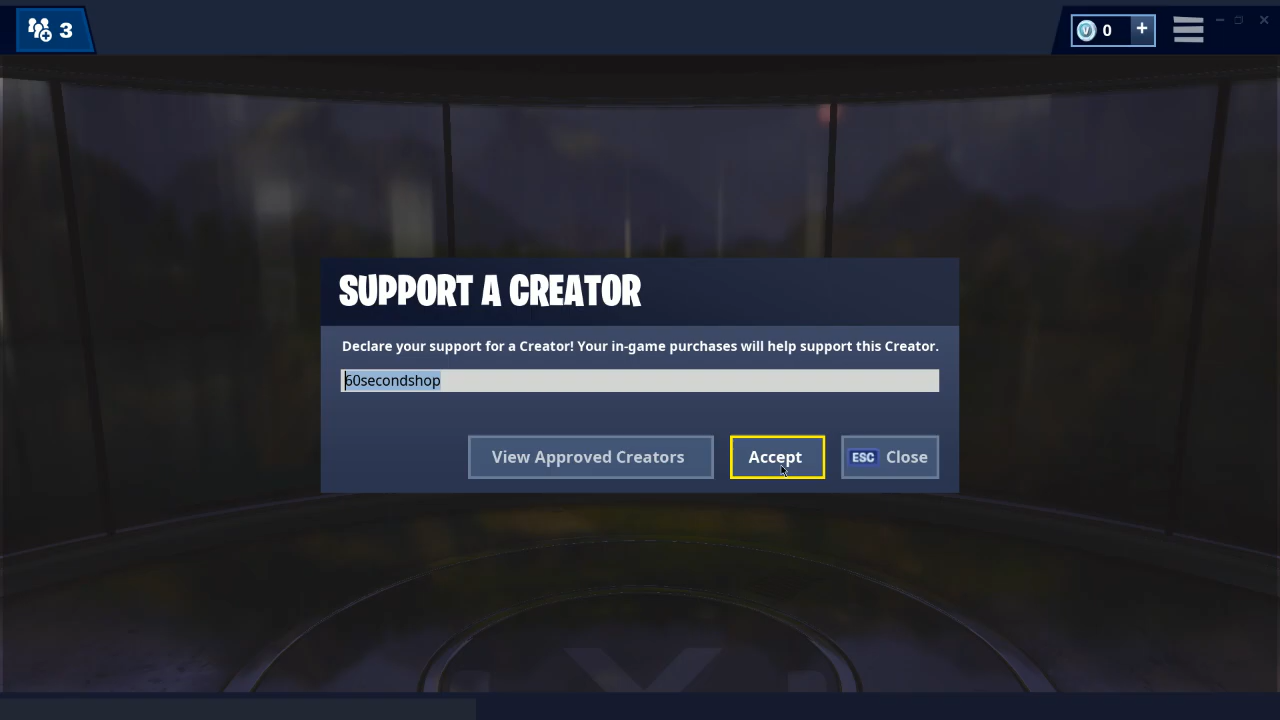 3
0 +
SUPPORT A CREATOR
Declare your support for a Creator! Your in-game purchases will help support this Creator.
60secondshop
View Approved Creators
Accept
ESC Close